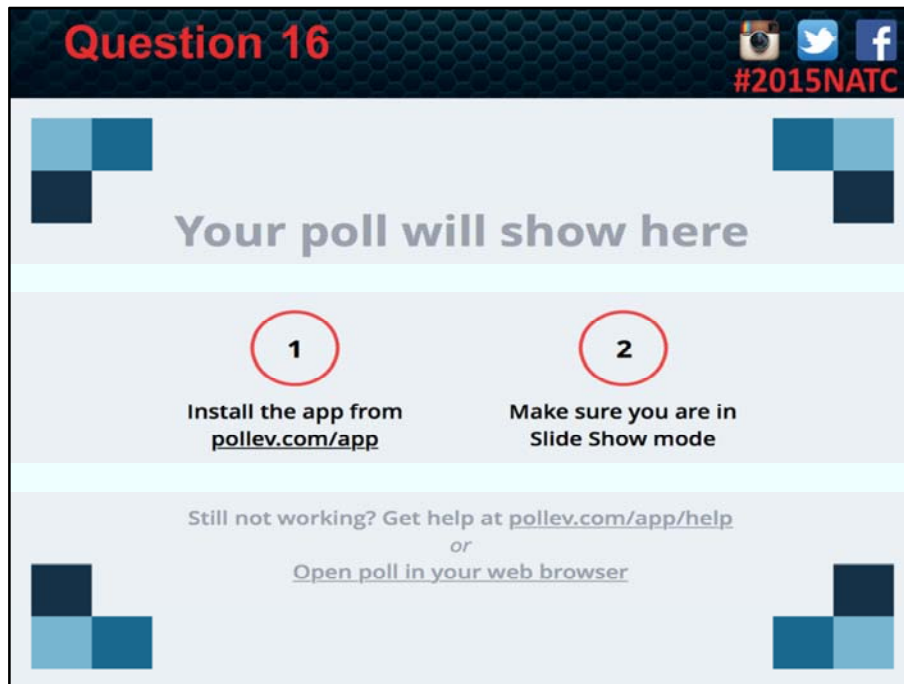 Question 16
#2015NATC
Your poll will show here
1
Install the app from
pollev.com/app
2
Make sure you are in
Slide Show mode
Still not working? Get help at pollev.com/app/help
or
Open poll in your web browser